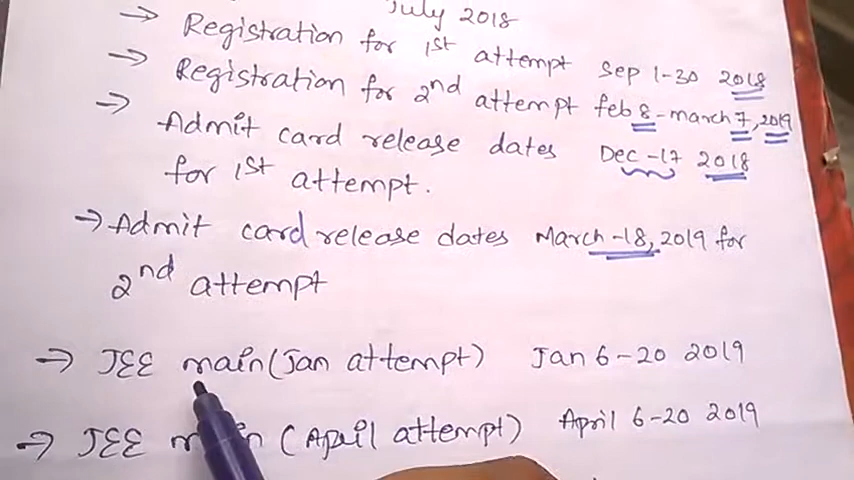 July 2018
→ Registration for 1st attempt Sep 1-30 2018
→ Registration for 2nd attempt feb 8-march 7, 2019
→ Admit card release dates Dec-17 2018
for 1st attempt.
→ Admit card release dates March-18, 2019 for
2nd attempt
→ JEE main (Jan attempt) Jan 6-20 2019
→ JEE main (April attempt) April 6-20 2019